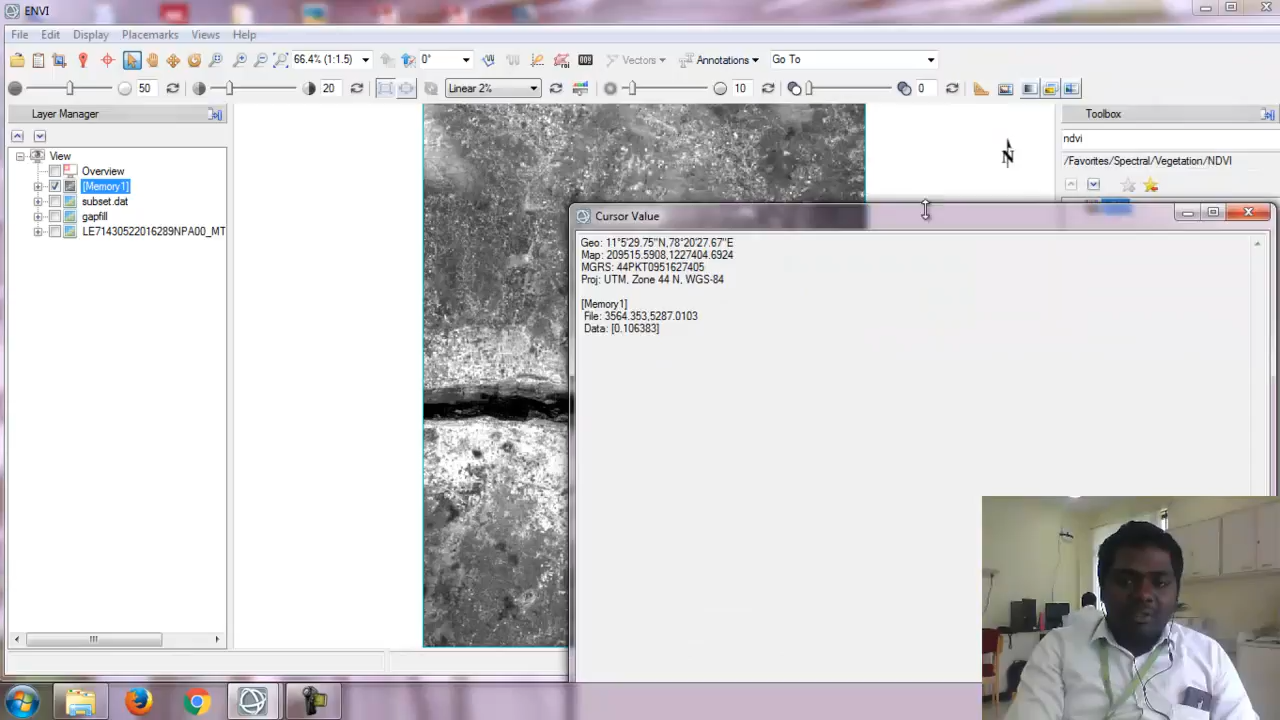 ENVI
File Edit Display Placemarks Views Help
66.4% (1:1.5) 0° Vectors Annotations Go To
50 20 Linear 2% 10 0
Layer Manager
Toolbox
View
Overview
[Memory1]
subset.dat
gapfill
LE71430522016289NPA00_MT
N
ndvi
/Favorites/Spectral/Vegetation/NDVI
Cursor Value
Geo: 11°5'29.75"N,78°20'27.67"E
Map: 209515.5908,1227404.6924
MGRS: 44PKT0951627405
Proj: UTM, Zone 44 N, WGS-84
[Memory1]
File: 3564.353,5287.0103
Data: [0.106383]